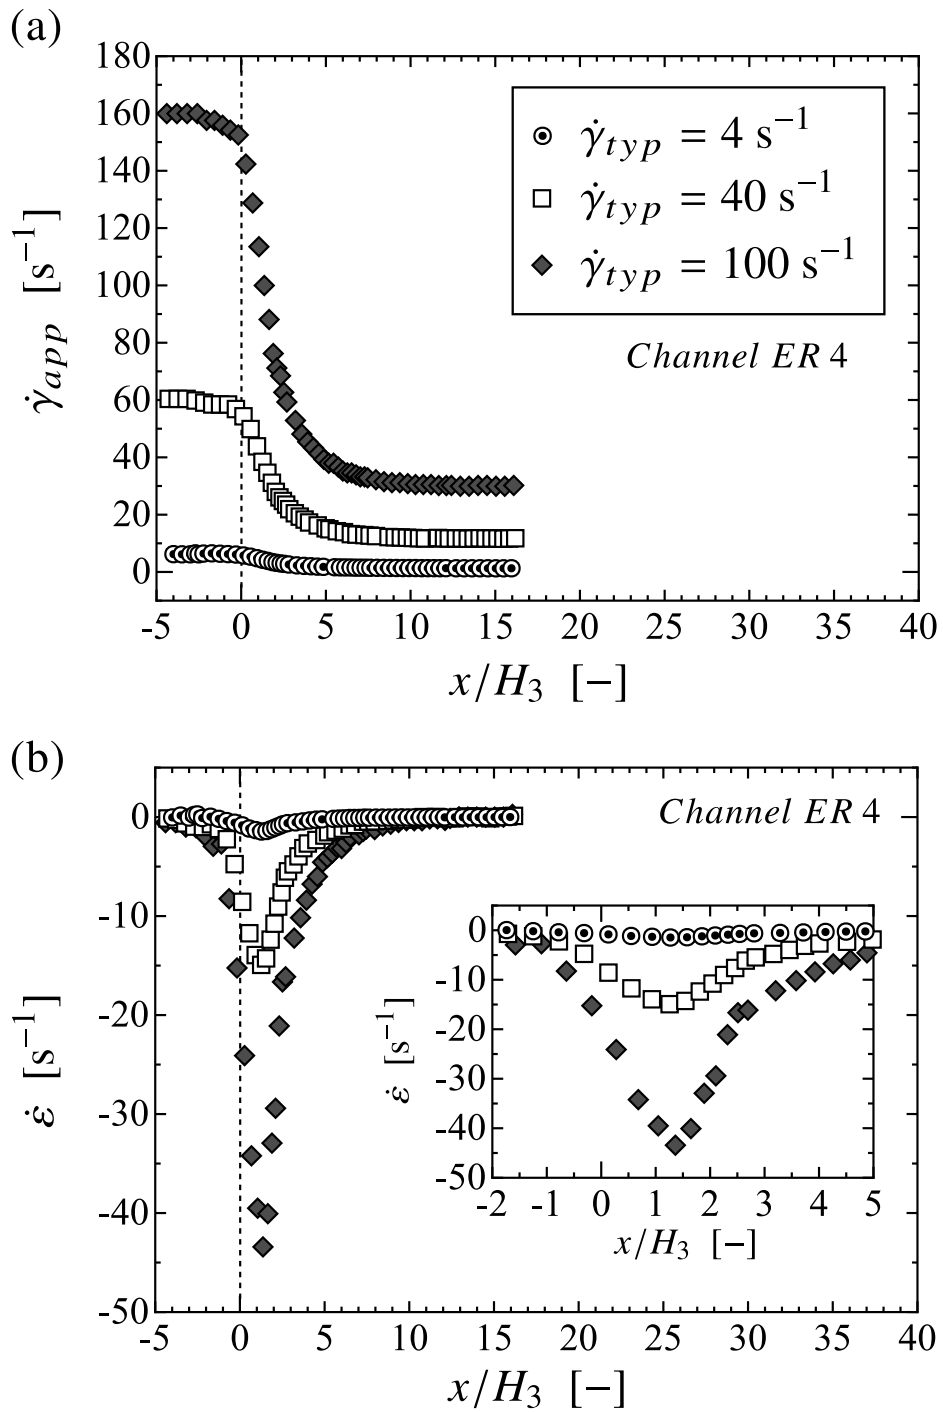 (a)
180
160
140
120
100
80
60
40
20
0
γ̇app [s⁻¹]
γ̇typ = 4 s⁻¹
γ̇typ = 40 s⁻¹
γ̇typ = 100 s⁻¹
Channel ER 4
-5 0 5 10 15 20 25 30 35 40
x/H₃ [−]
(b)
0
-10
-20
-30
-40
-50
ε̇ [s⁻¹]
Channel ER 4
0
-10
-20
-30
-40
-50
ε̇ [s⁻¹]
-2 -1 0 1 2 3 4 5
x/H₃ [−]
-5 0 5 10 15 20 25 30 35 40
x/H₃ [−]